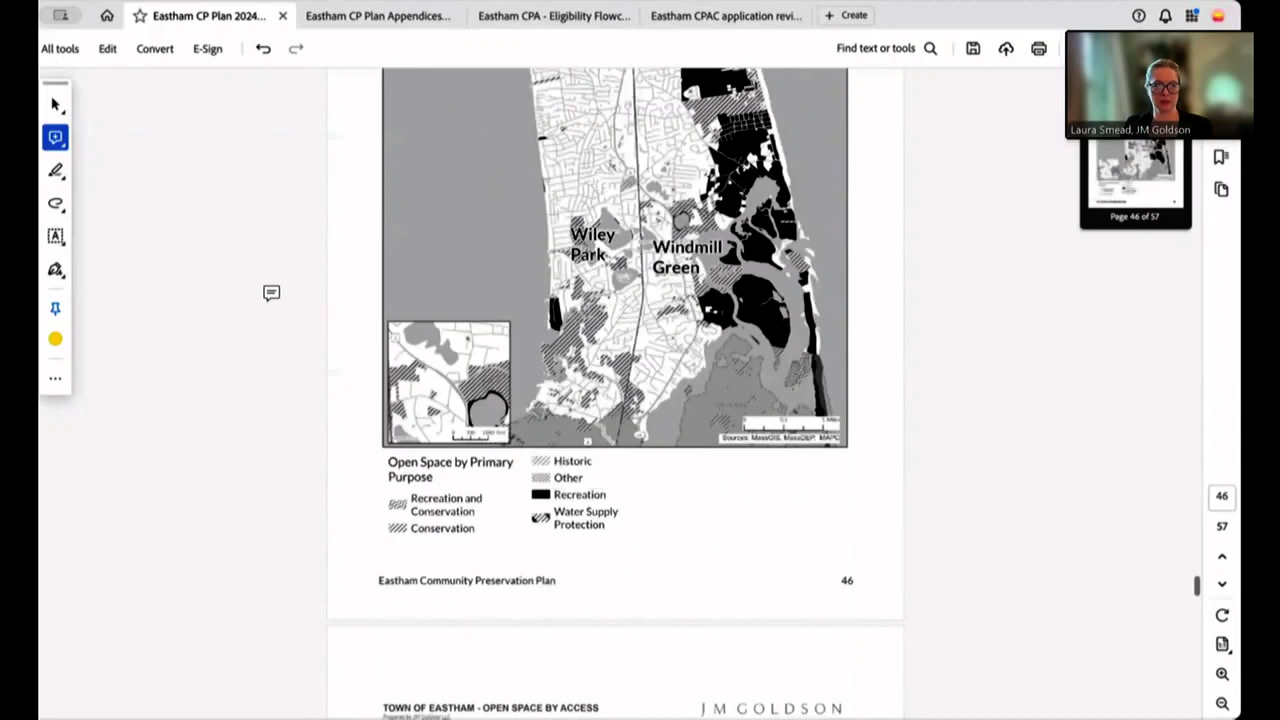 Eastham CP Plan 2024...
Eastham CP Plan Appendices...
Eastham CPA - Eligibility Flowc...
Eastham CPAC application revi...
+ Create
All tools
Edit
Convert
E-Sign
Find text or tools
Laura Smead, JM Goldson
Page 46 of 57
Wiley
Park
Windmill
Green
Sources: MassGIS, MassDEP, MAPC
Open Space by Primary
Purpose
Recreation and
Conservation
Conservation
Historic
Other
Recreation
Water Supply
Protection
46
57
Eastham Community Preservation Plan
46
TOWN OF EASTHAM - OPEN SPACE BY ACCESS
JM GOLDSON